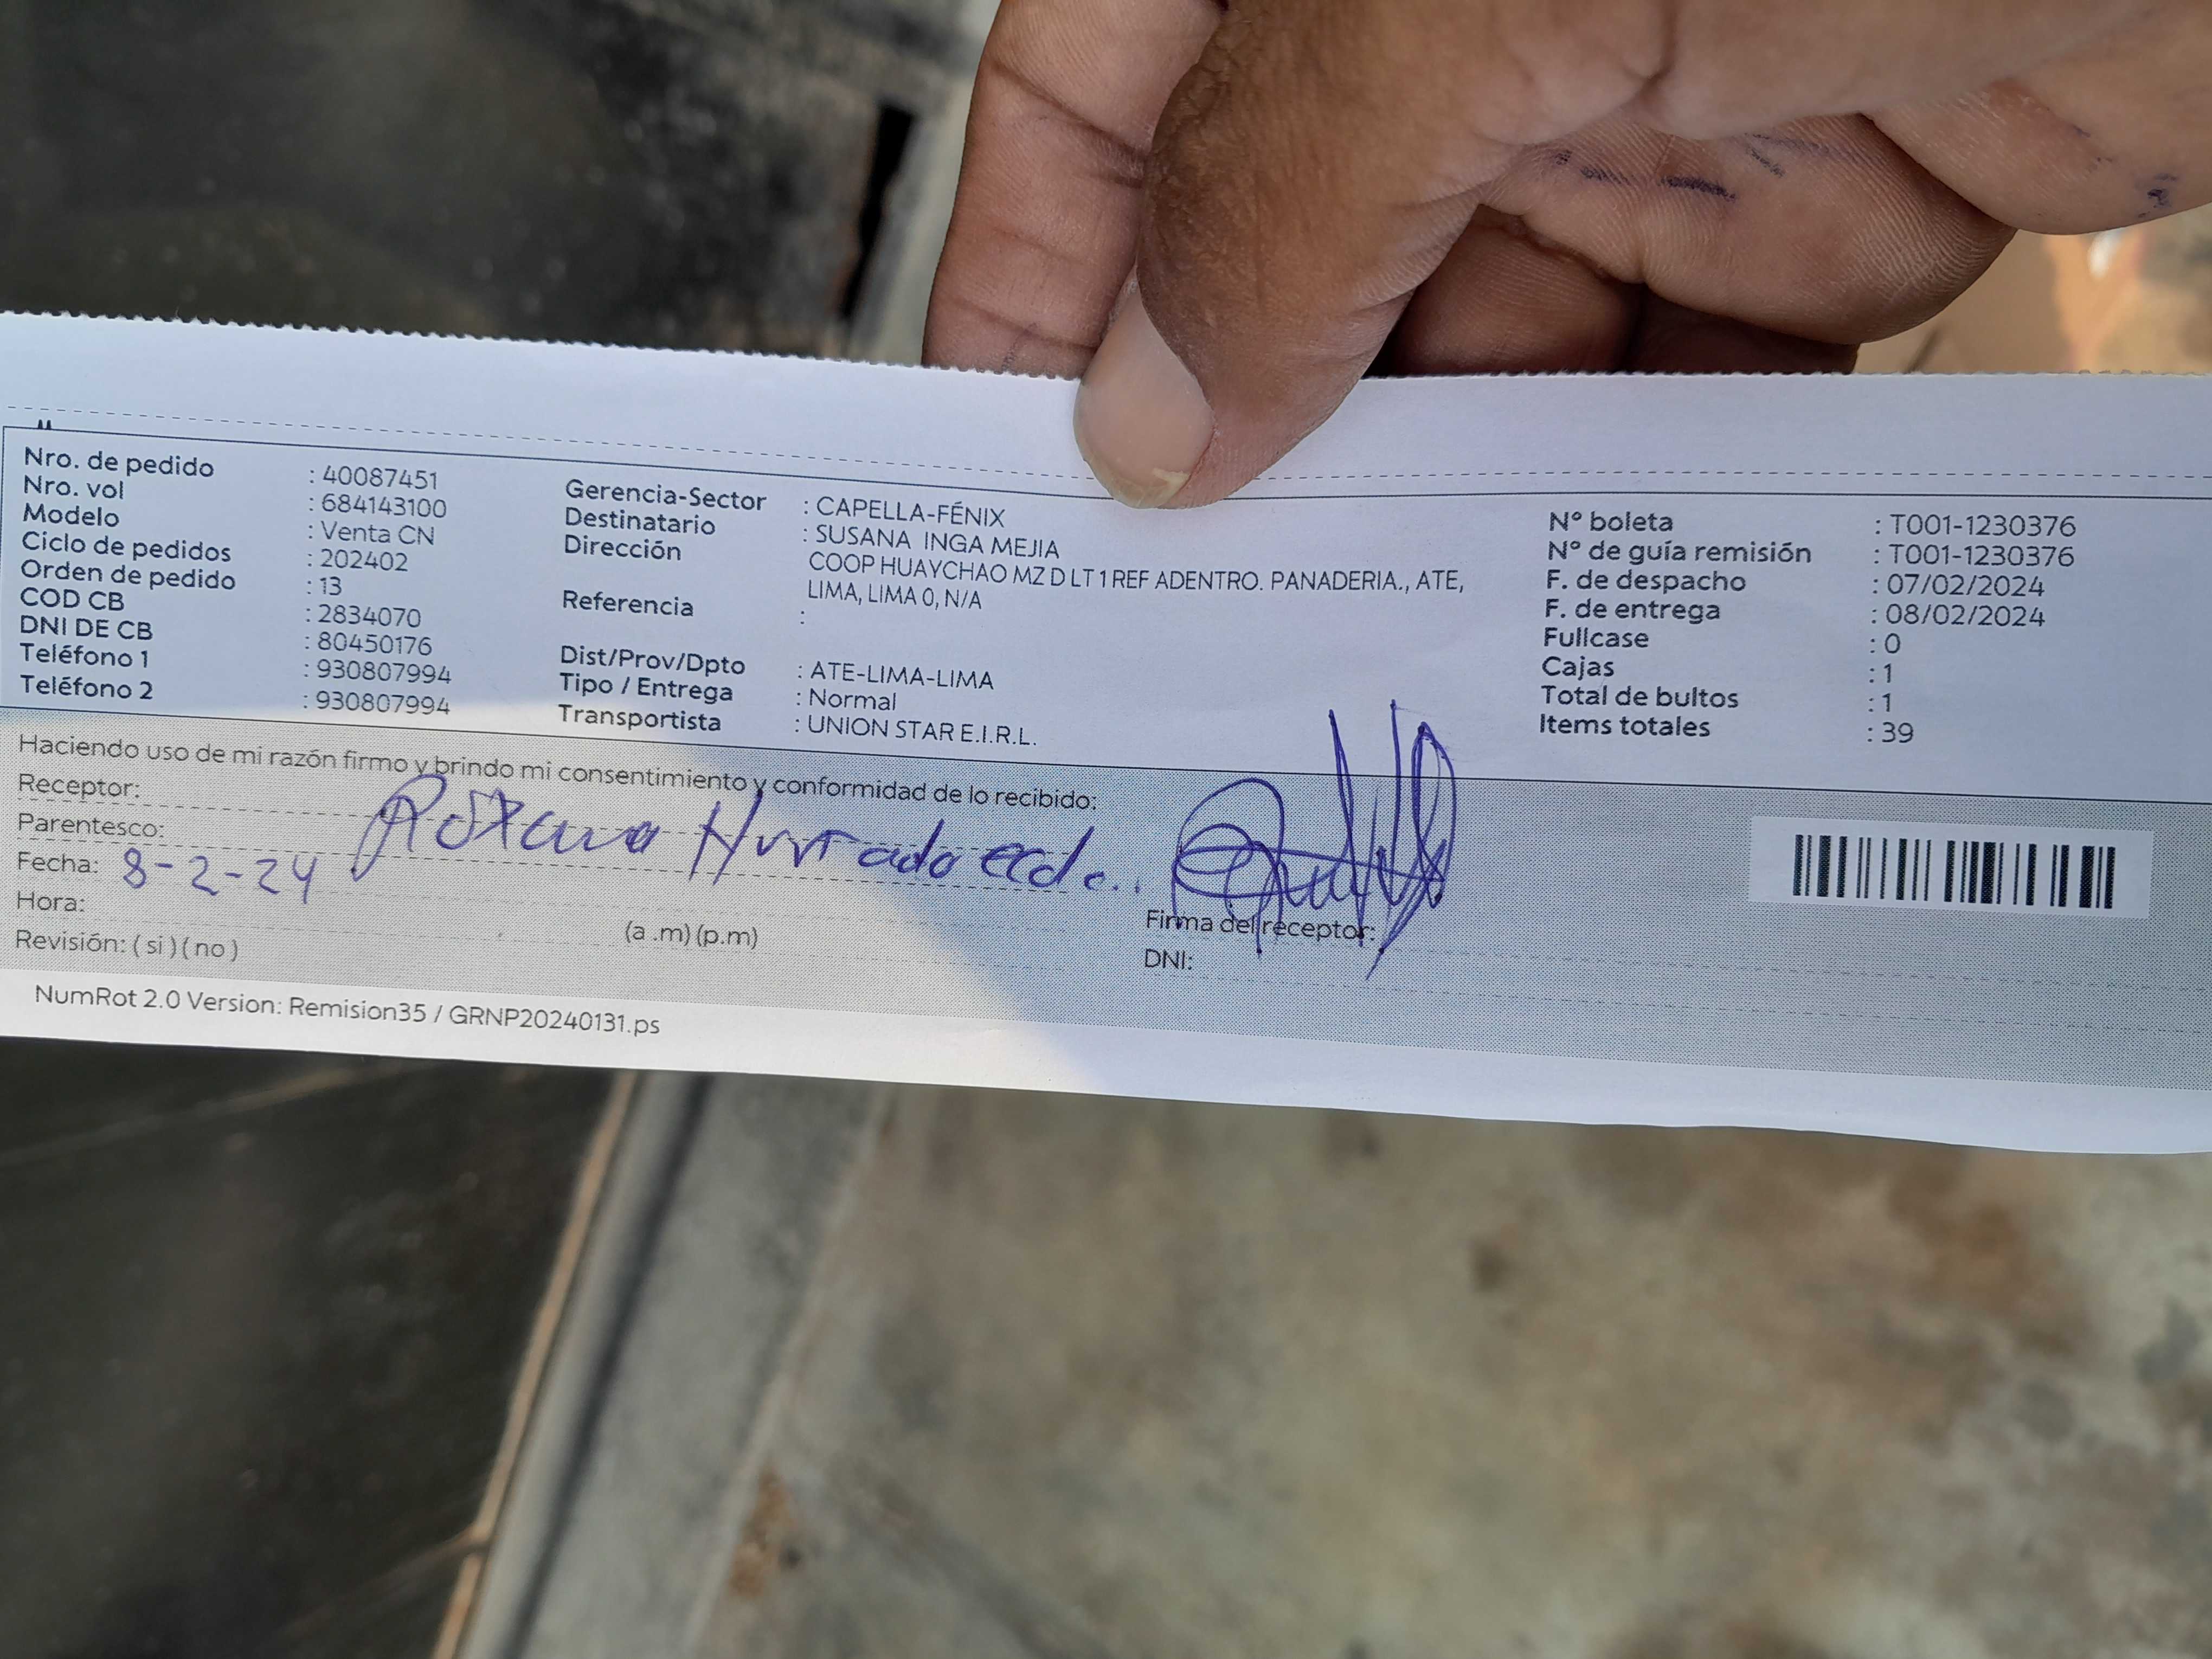 Nro. de pedido : 40087451
Nro. vol : 684143100
Modelo : Venta CN
Ciclo de pedidos : 202402
Orden de pedido : 13
COD CB : 2834070
DNI DE CB : 80450176
Teléfono 1 : 930807994
Teléfono 2 : 930807994
Gerencia-Sector : CAPELLA-FÉNIX
Destinatario : SUSANA INGA MEJIA
Dirección : COOP HUAYCHAO MZ D LT 1 REF ADENTRO. PANADERIA., ATE,
LIMA, LIMA 0, N/A
Referencia :
Dist/Prov/Dpto : ATE-LIMA-LIMA
Tipo / Entrega : Normal
Transportista : UNION STAR E.I.R.L.
N° boleta : T001-1230376
N° de guía remisión : T001-1230376
F. de despacho : 07/02/2024
F. de entrega : 08/02/2024
Fullcase : 0
Cajas : 1
Total de bultos : 1
Items totales : 39
Haciendo uso de mi razón firmo y brindo mi consentimiento y conformidad de lo recibido:
Receptor:
Parentesco: Hurtado
Fecha: 8-2-24
Hora: (a .m) (p.m)
Revisión: ( si ) ( no )
Firma del receptor:
DNI:
NumRot 2.0 Version: Remision35 / GRNP20240131.ps